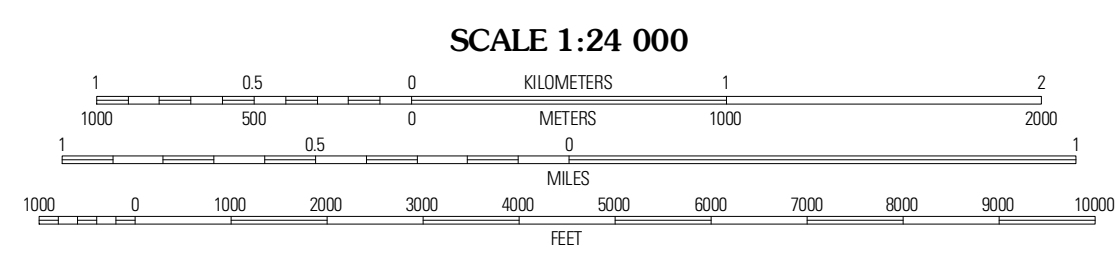 SCALE 1:24 000
1 0.5 0 KILOMETERS 1 2
1000 500 0 METERS 1000 2000
1 0.5 0 1
MILES
1000 0 1000 2000 3000 4000 5000 6000 7000 8000 9000 10000
FEET